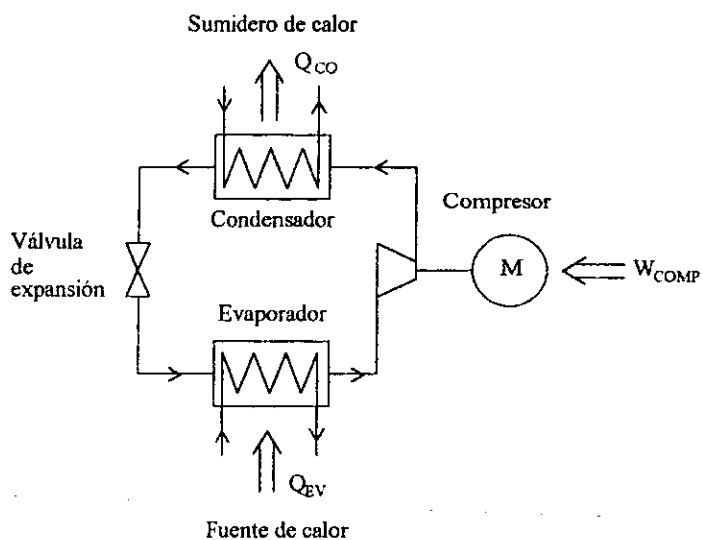 Sumidero de calor
Q_CO
Condensador
Compresor
Válvula
de
expansión
M
W_COMP
Evaporador
Q_EV
Fuente de calor